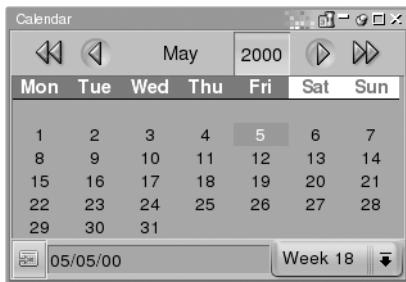 Calendar
May 2000
Mon Tue Wed Thu Fri Sat Sun
1 2 3 4 5 6 7
8 9 10 11 12 13 14
15 16 17 18 19 20 21
22 23 24 25 26 27 28
29 30 31
05/05/00 Week 18